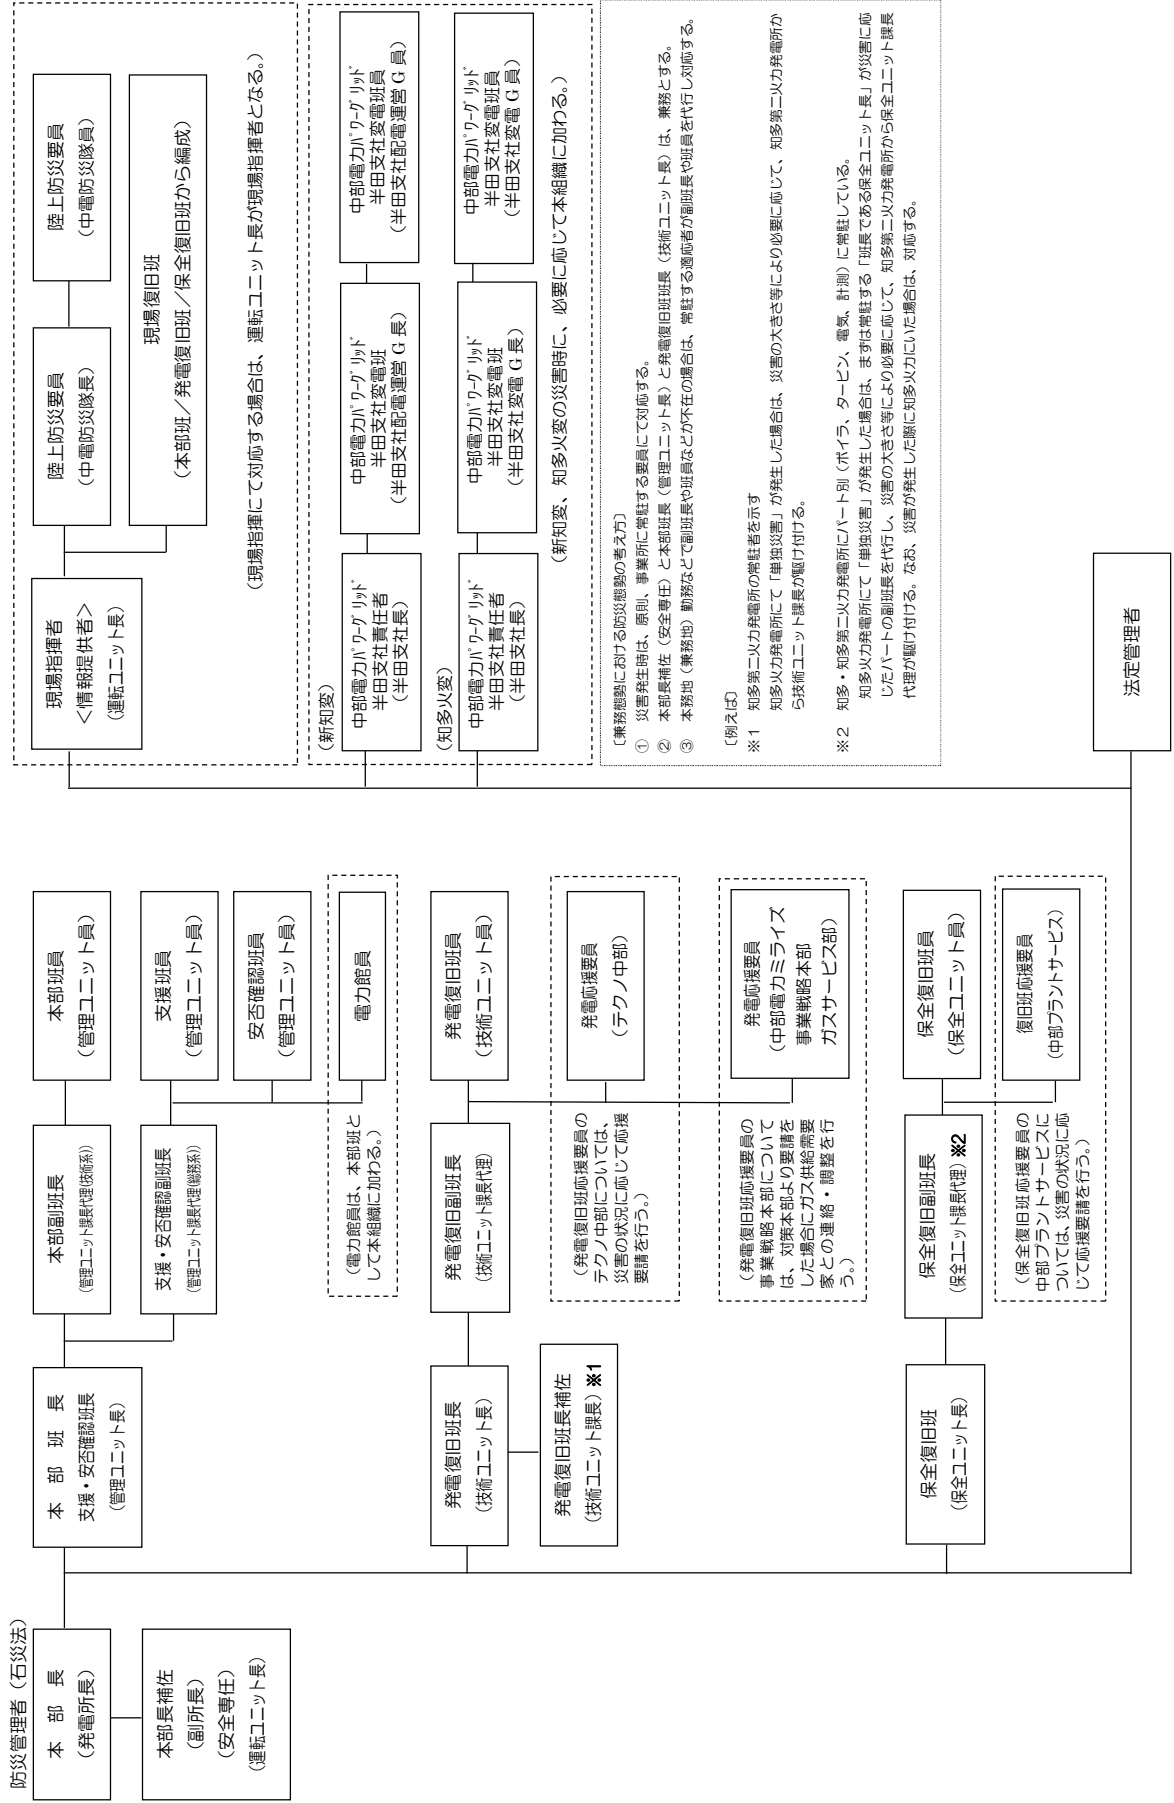 防災管理者（石災法）
本　部　長
（発電所長）
本部長補佐
（副所長）
（安全専任）
（運転ユニット長）
本　部　班　長
支援・安否確認班長
（管理ユニット長）
本部副班長
（管理ユニット課長代理(技術系)）
本部班員
（管理ユニット員）
支援・安否確認副班長
（管理ユニット課長代理(総務系)）
支援班員
（管理ユニット員）
安否確認班員
（管理ユニット員）
電力館員
（電力館員は、本部班と
して本組織に加わる。）
発電復旧班長
（技術ユニット長）
発電復旧班長補佐
（技術ユニット課長）※1
発電復旧副班長
（技術ユニット課長代理）
発電復旧班員
（技術ユニット員）
発電応援要員
（テクノ中部）
（発電復旧班応援要員の
テクノ中部については、
災害の状況に応じて応援
要請を行う。）
発電応援要員
（中部電力ミライズ
事業戦略本部
ガスサービス部）
（発電復旧班応援要員の
事業戦略本部について
は、対策本部より要請を
した場合にガス供給需要
家との連絡・調整を行
う。）
保全復旧班
（保全ユニット長）
保全復旧副班長
（保全ユニット課長代理）※2
保全復旧班員
（保全ユニット員）
復旧班応援要員
（中部プラントサービス）
（保全復旧班応援要員の
中部プラントサービスに
ついては、災害の状況に応
じて応援要請を行う。）
現場指揮者
＜情報提供者＞
（運転ユニット長）
陸上防災要員
（中電防災隊長）
陸上防災要員
（中電防災隊員）
現場復旧班
（本部班／発電復旧班／保全復旧班から編成）
（現場指揮にて対応する場合は、運転ユニット長が現場指揮者となる。）
（新知変）
中部電力パワーグリッド
半田支社責任者
（半田支社長）
中部電力パワーグリッド
半田支社変電班
（半田支社配電運営Ｇ長）
中部電力パワーグリッド
半田支社変電班員
（半田支社配電運営Ｇ員）
（知多火変）
中部電力パワーグリッド
半田支社責任者
（半田支社長）
中部電力パワーグリッド
半田支社変電班
（半田支社変電Ｇ長）
中部電力パワーグリッド
半田支社変電班員
（半田支社変電Ｇ員）
（新知変、知多火変の災害時に、必要に応じて本組織に加わる。）
〔兼務態勢における防災態勢の考え方〕
①　災害発生時は、原則、事業所に常駐する要員にて対応する。
②　本部長補佐（安全専任）と本部班長（管理ユニット長）と発電復旧班班長（技術ユニット長）は、兼務とする。
③　本務地（兼務地）勤務などで副班長や班員などが不在の場合は、常駐する適応者が副班長や班員を代行し対応する。
〔例えば〕
※１　知多第二火力発電所の常駐者を示す
知多火力発電所にて「単独災害」が発生した場合は、災害の大きさ等により必要に応じて、知多第二火力発電所か
ら技術ユニット課長が駆け付ける。
※２　知多・知多第二火力発電所にパート別（ボイラ、タービン、電気、計測）に常駐している。
知多火力発電所にて「単独災害」が発生した場合は、まずは常駐する「班長である保全ユニット長」が災害に応
じたパートの副班長を代行し、災害の大きさ等により必要に応じて、知多第二火力発電所から保全ユニット課長
代理が駆け付ける。なお、災害が発生した際に知多火力にいた場合は、対応する。
法定管理者